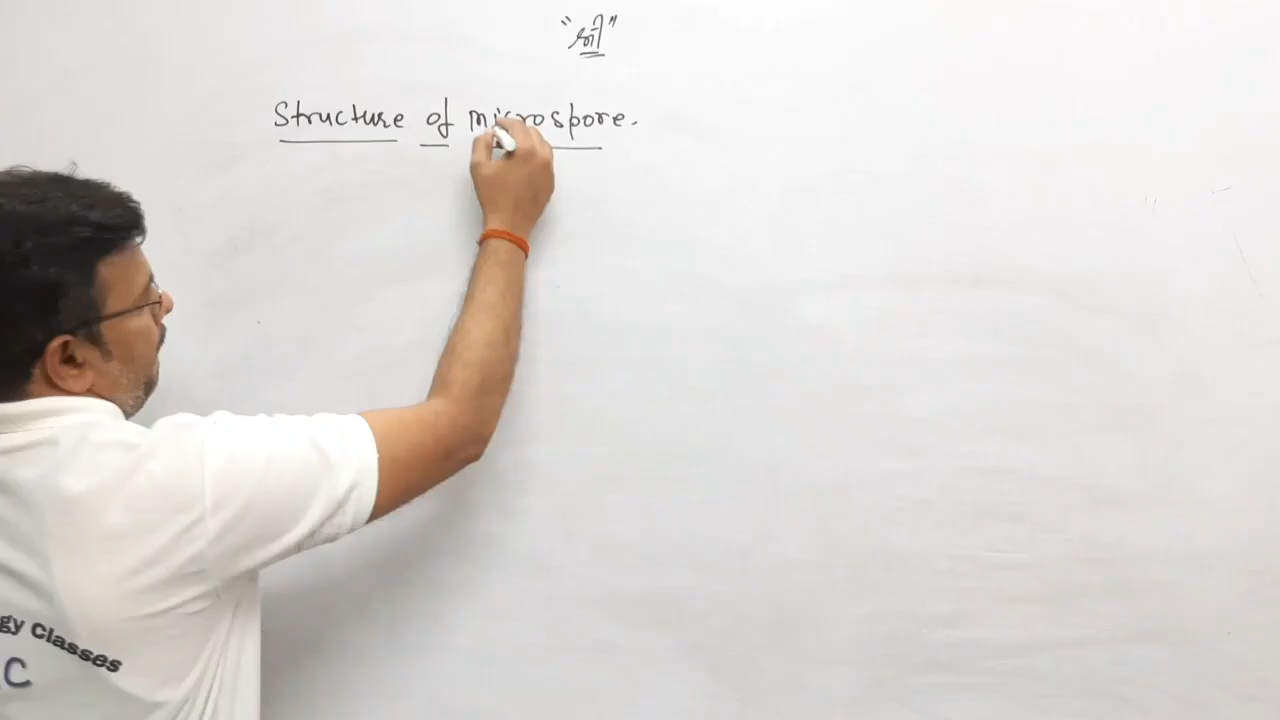 "श्री"
Structure of microspore.
gy Classes
C